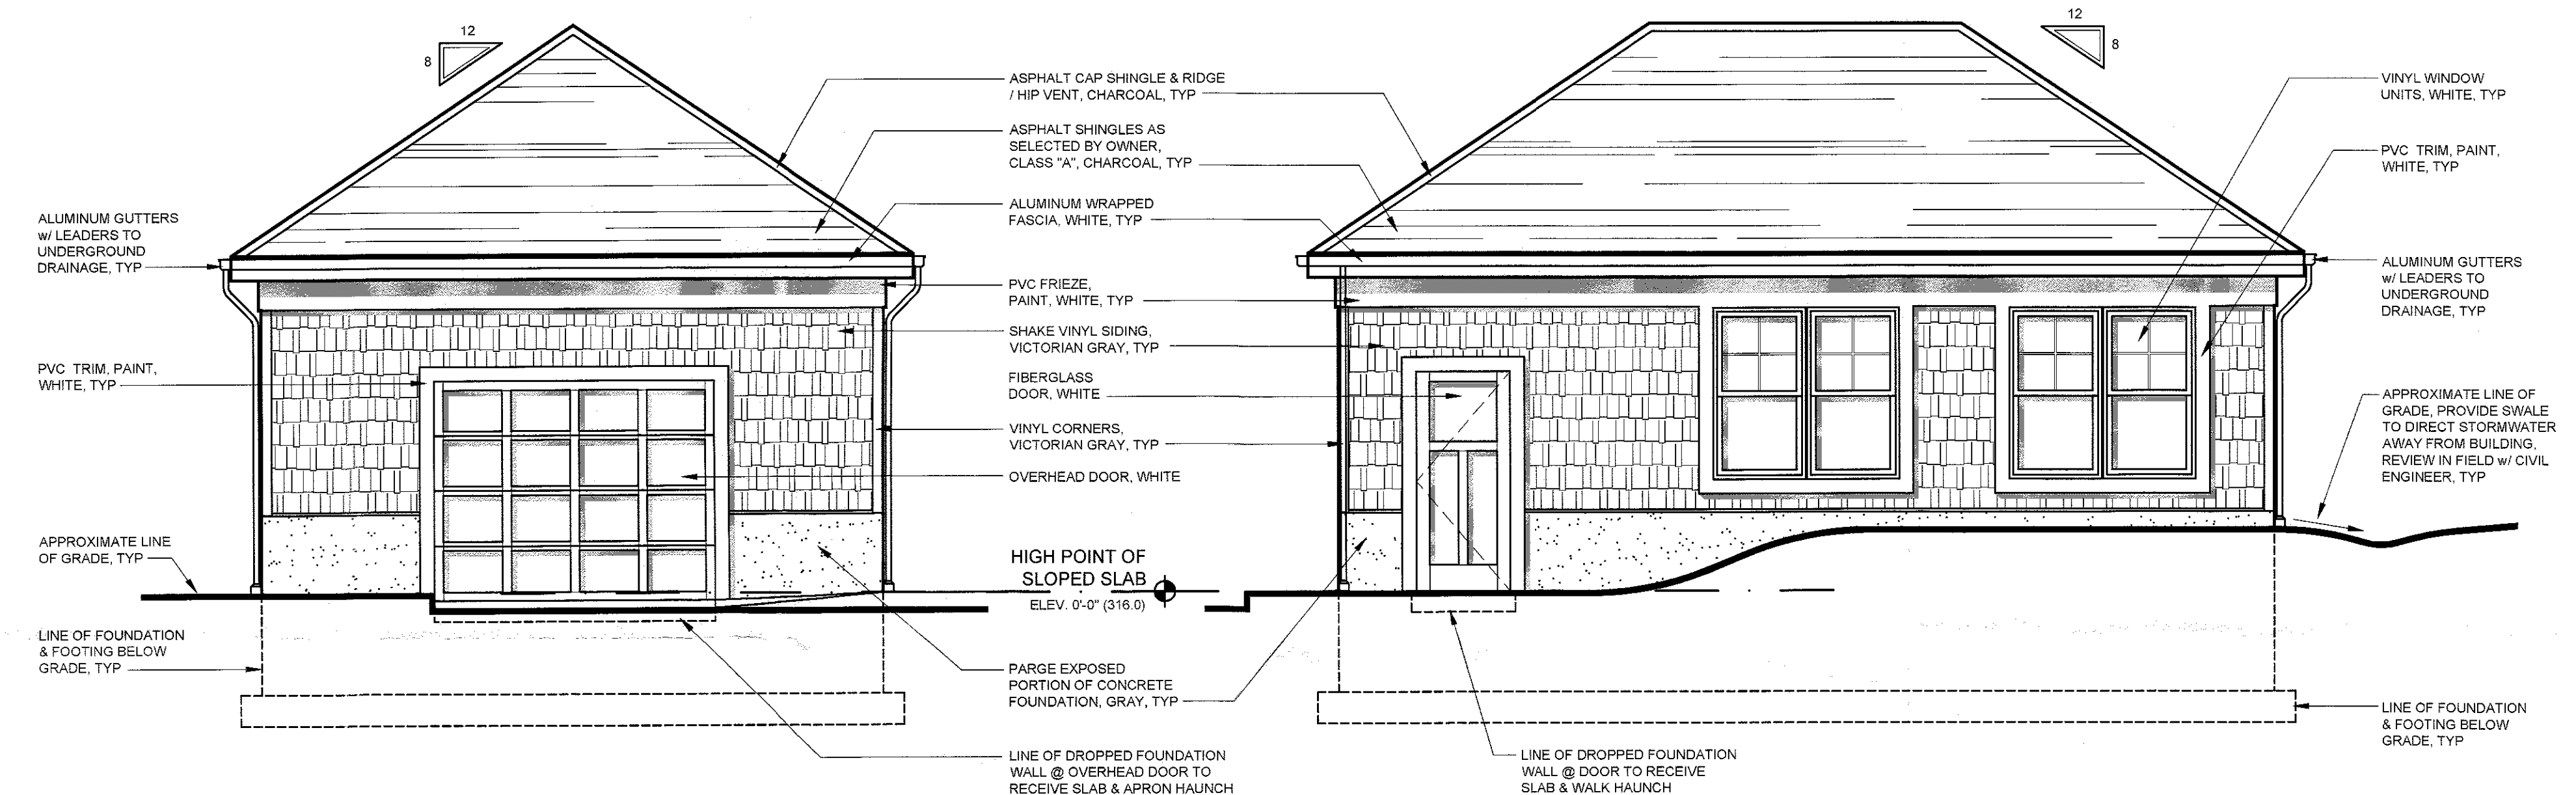 12
8
ALUMINUM GUTTERS
w/ LEADERS TO
UNDERGROUND
DRAINAGE, TYP
PVC TRIM, PAINT,
WHITE, TYP
APPROXIMATE LINE
OF GRADE, TYP
LINE OF FOUNDATION
& FOOTING BELOW
GRADE, TYP
ASPHALT CAP SHINGLE & RIDGE
/ HIP VENT, CHARCOAL, TYP
ASPHALT SHINGLES AS
SELECTED BY OWNER,
CLASS "A", CHARCOAL, TYP
ALUMINUM WRAPPED
FASCIA, WHITE, TYP
PVC FRIEZE,
PAINT, WHITE, TYP
SHAKE VINYL SIDING,
VICTORIAN GRAY, TYP
FIBERGLASS
DOOR, WHITE
VINYL CORNERS,
VICTORIAN GRAY, TYP
OVERHEAD DOOR, WHITE
HIGH POINT OF
SLOPED SLAB
ELEV. 0'-0" (316.0)
PARGE EXPOSED
PORTION OF CONCRETE
FOUNDATION, GRAY, TYP
LINE OF DROPPED FOUNDATION
WALL @ OVERHEAD DOOR TO
RECEIVE SLAB & APRON HAUNCH
LINE OF DROPPED FOUNDATION
WALL @ DOOR TO RECEIVE
SLAB & WALK HAUNCH
12
8
VINYL WINDOW
UNITS, WHITE, TYP
PVC TRIM, PAINT,
WHITE, TYP
ALUMINUM GUTTERS
w/ LEADERS TO
UNDERGROUND
DRAINAGE, TYP
APPROXIMATE LINE OF
GRADE, PROVIDE SWALE
TO DIRECT STORMWATER
AWAY FROM BUILDING,
REVIEW IN FIELD w/ CIVIL
ENGINEER, TYP
LINE OF FOUNDATION
& FOOTING BELOW
GRADE, TYP